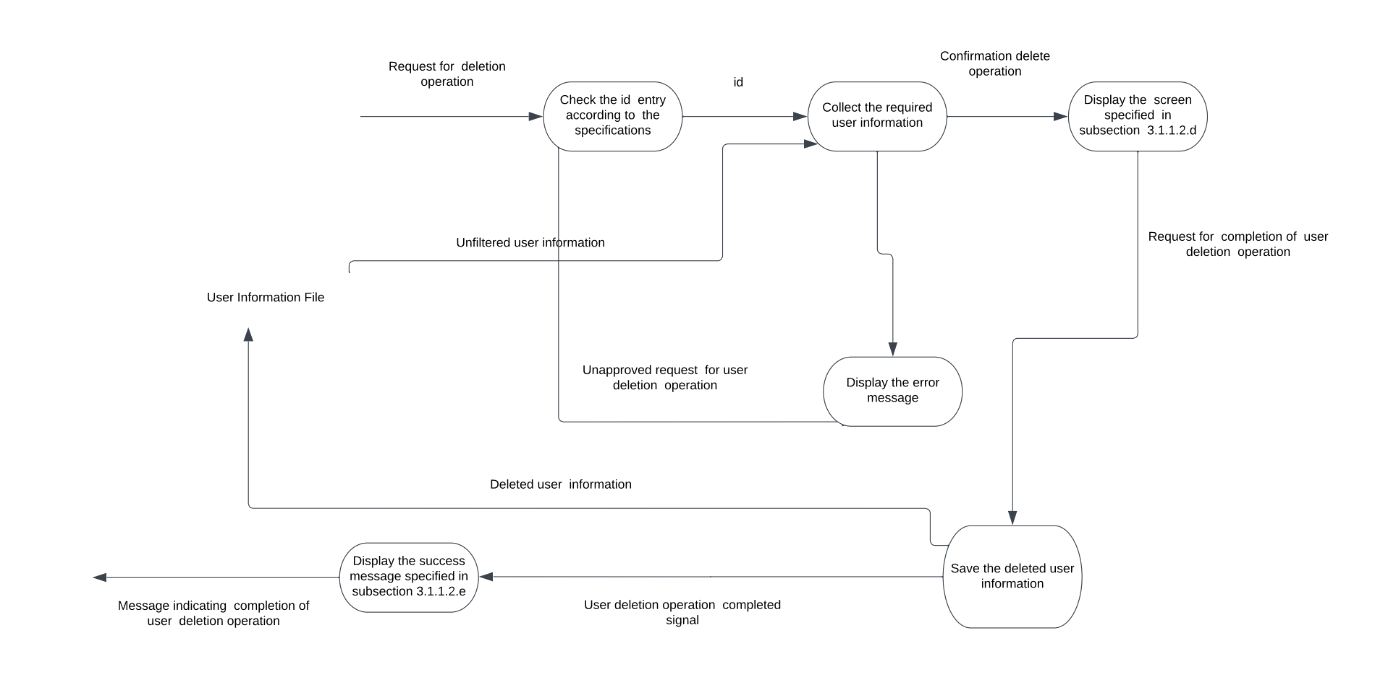 Request for deletion
operation
Check the id entry
according to the
specifications
id
Collect the required
user information
Confirmation delete
operation
Display the screen
specified in
subsection 3.1.1.2.d
Unfiltered user information
Request for completion of user
deletion operation
User Information File
Unapproved request for user
deletion operation
Display the error
message
Deleted user information
Display the success
message specified in
subsection 3.1.1.2.e
Save the deleted user
information
Message indicating completion of
user deletion operation
User deletion operation completed
signal